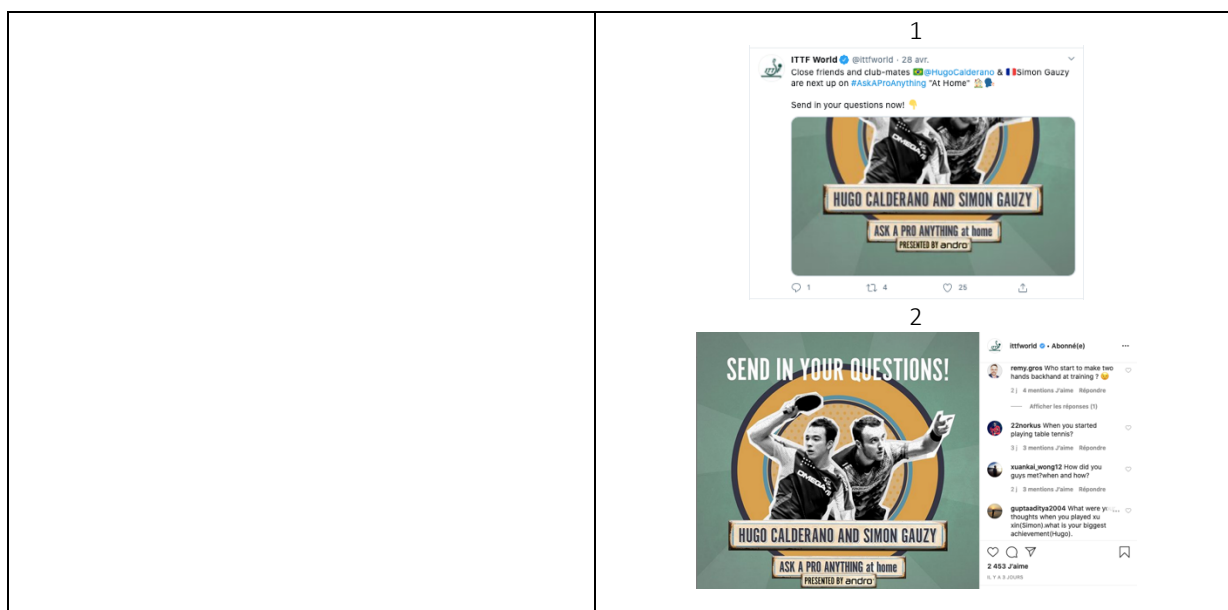 1
ITTF World @ittfworld · 28 avr.
Close friends and club-mates 🇧🇷@HugoCalderano & 🇫🇷Simon Gauzy
are next up on #AskAProAnything "At Home"
Send in your questions now! 👇
OMEGA
HUGO CALDERANO AND SIMON GAUZY
ASK A PRO ANYTHING at home
PRESENTED BY andro
1 4 25
2
SEND IN YOUR QUESTIONS!
OMEGA
HUGO CALDERANO AND SIMON GAUZY
ASK A PRO ANYTHING at home
PRESENTED BY andro
ittfworld • Abonné(e) ...
remy.gros Who start to make two
hands backhand at training ? 😉
2 j 4 mentions J'aime Répondre
Afficher les réponses (1)
22norkus When you started
playing table tennis?
3 j 3 mentions J'aime Répondre
xuankai_wong12 How did you
guys met?when and how?
2 j 3 mentions J'aime Répondre
guptaaditya2004 What were
thoughts when you played xu
xin(Simon).what is your biggest
achievement(Hugo).
2 453 J'aime
IL Y A 3 JOURS